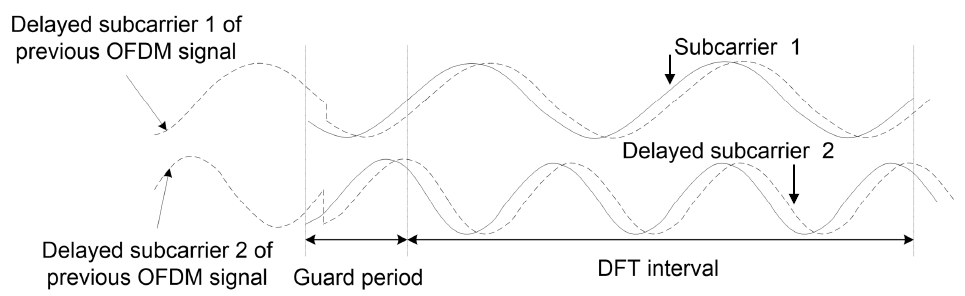 Delayed subcarrier 1 of
previous OFDM signal
Subcarrier 1
Delayed subcarrier 2
Delayed subcarrier 2 of
previous OFDM signal
Guard period
DFT interval